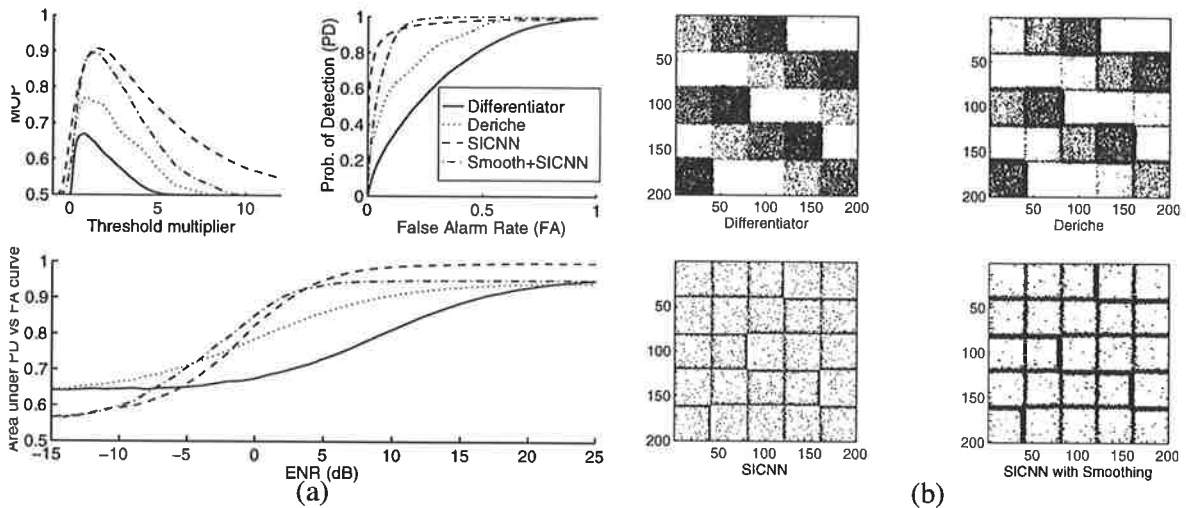 MOP
1
0.9
0.8
0.7
0.6
0.5
0
5
10
Threshold multiplier
Prob. of Detection (PD)
1
0.8
0.6
0.4
0.2
0
0
0.5
1
False Alarm Rate (FA)
Differentiator
Deriche
SICNN
Smooth+SICNN
Area under PD vs FA curve
1
0.9
0.8
0.7
0.6
0.5
−15
−10
−5
0
5
10
15
20
25
ENR (dB)
(a)
50
100
150
200
50 100 150 200
Differentiator
50
100
150
200
50 100 150 200
Deriche
50
100
150
200
50 100 150 200
SICNN
50
100
150
200
50 100 150 200
SICNN with Smoothing
(b)